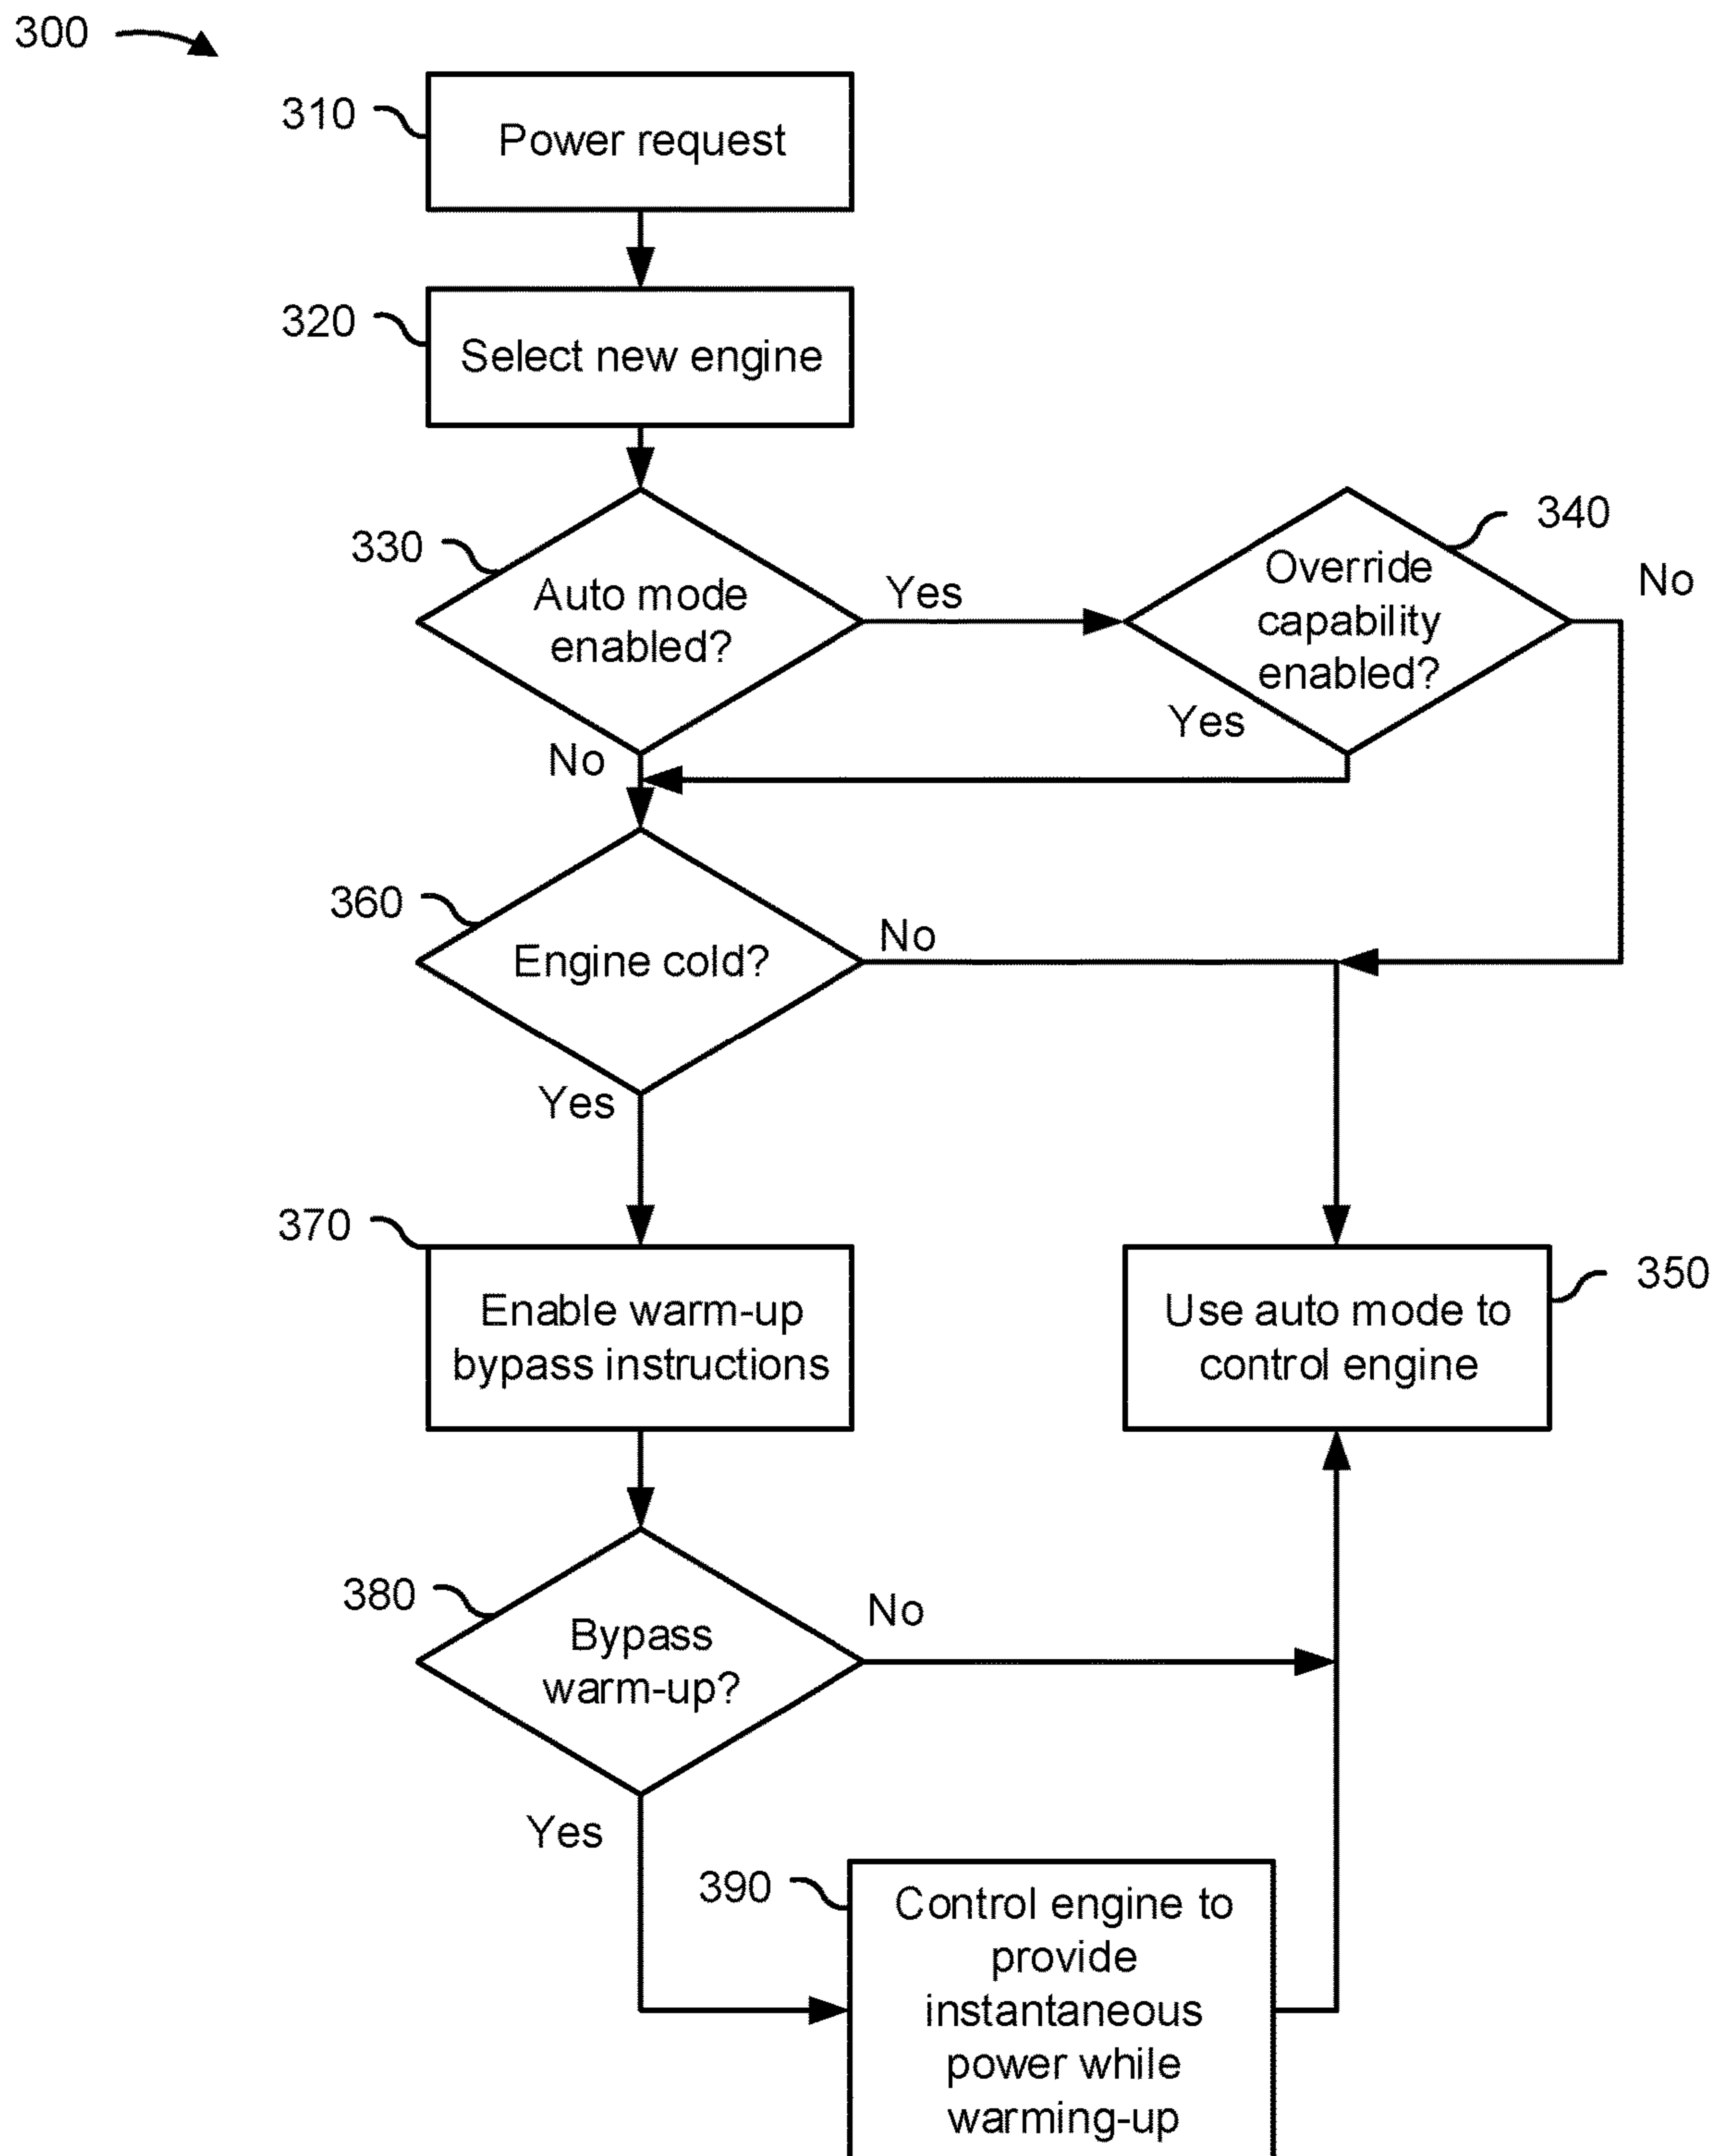 300
310
Power request
320
Select new engine
330
Auto mode
enabled?
Yes
340
Override
capability
enabled?
No
Yes
No
360
Engine cold?
No
Yes
370
Enable warm-up
bypass instructions
350
Use auto mode to
control engine
380
Bypass
warm-up?
No
Yes
390
Control engine to
provide
instantaneous
power while
warming-up